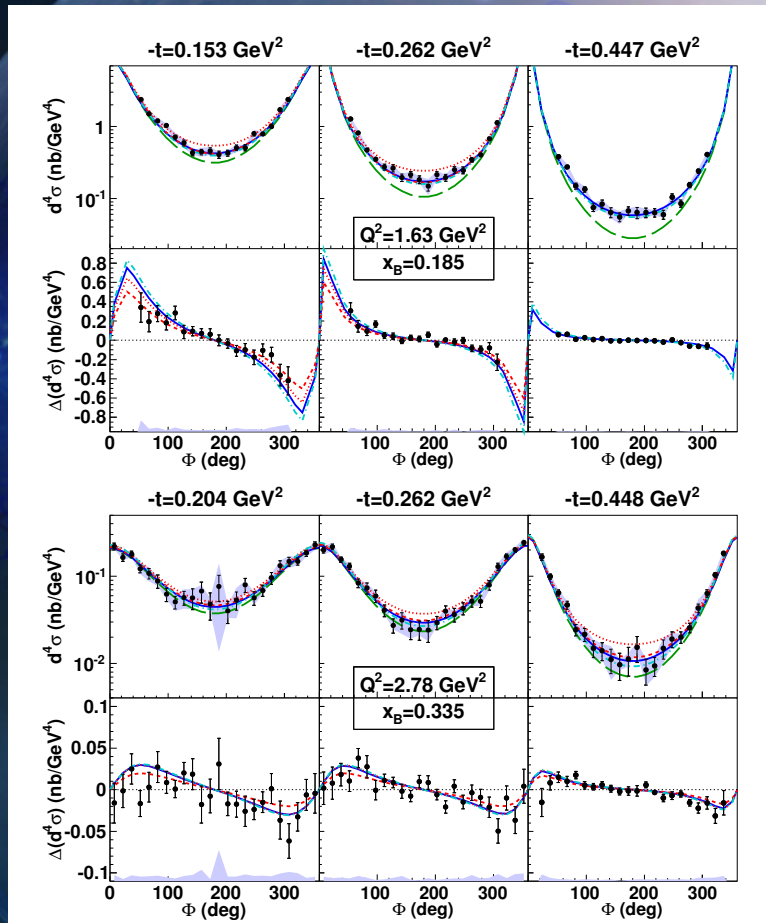 -t=0.153 GeV² -t=0.262 GeV² -t=0.447 GeV²
d⁴σ (nb/GeV⁴)
1
10⁻¹
Q²=1.63 GeV²
x_B=0.185
Δ(d⁴σ) (nb/GeV⁴)
0.8
0.6
0.4
0.2
0
-0.2
-0.4
-0.6
-0.8
0 100 200 300 100 200 300 100 200 300
Φ (deg) Φ (deg) Φ (deg)
-t=0.204 GeV² -t=0.262 GeV² -t=0.448 GeV²
d⁴σ (nb/GeV⁴)
10⁻¹
10⁻²
Q²=2.78 GeV²
x_B=0.335
Δ(d⁴σ) (nb/GeV⁴)
0.1
0.05
0
-0.05
-0.1
0 100 200 300 100 200 300 100 200 300
Φ (deg) Φ (deg) Φ (deg)